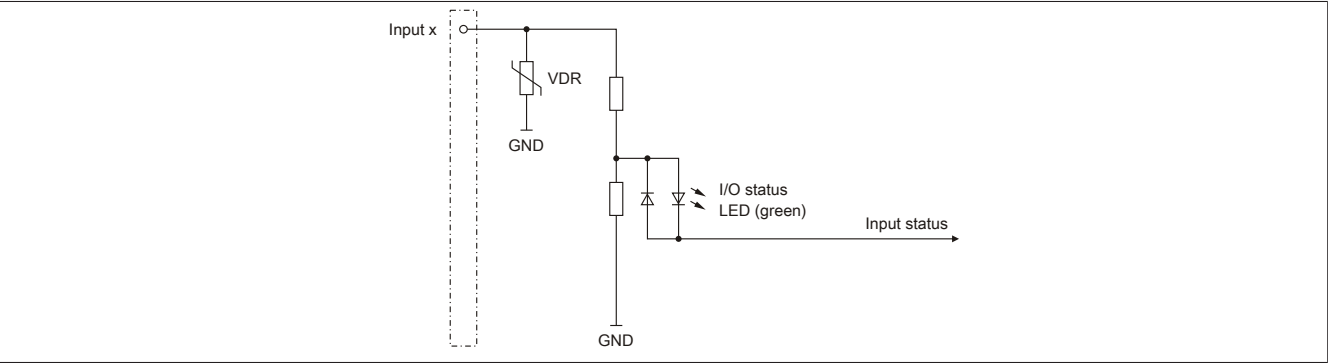 Input x
VDR
GND
I/O status
LED (green)
Input status
GND